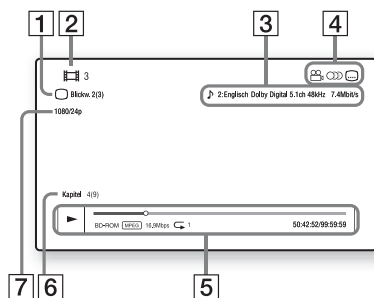 1 2 3 4
3
Blickw. 2(3)
2:Englisch Dolby Digital 5.1ch 48kHz 7.4Mbit/s
1080/24p
Kapitel 4(9)
BD-ROM MPEG 16,9Mbps 1 50:42:52/99:59:59
7 6 5